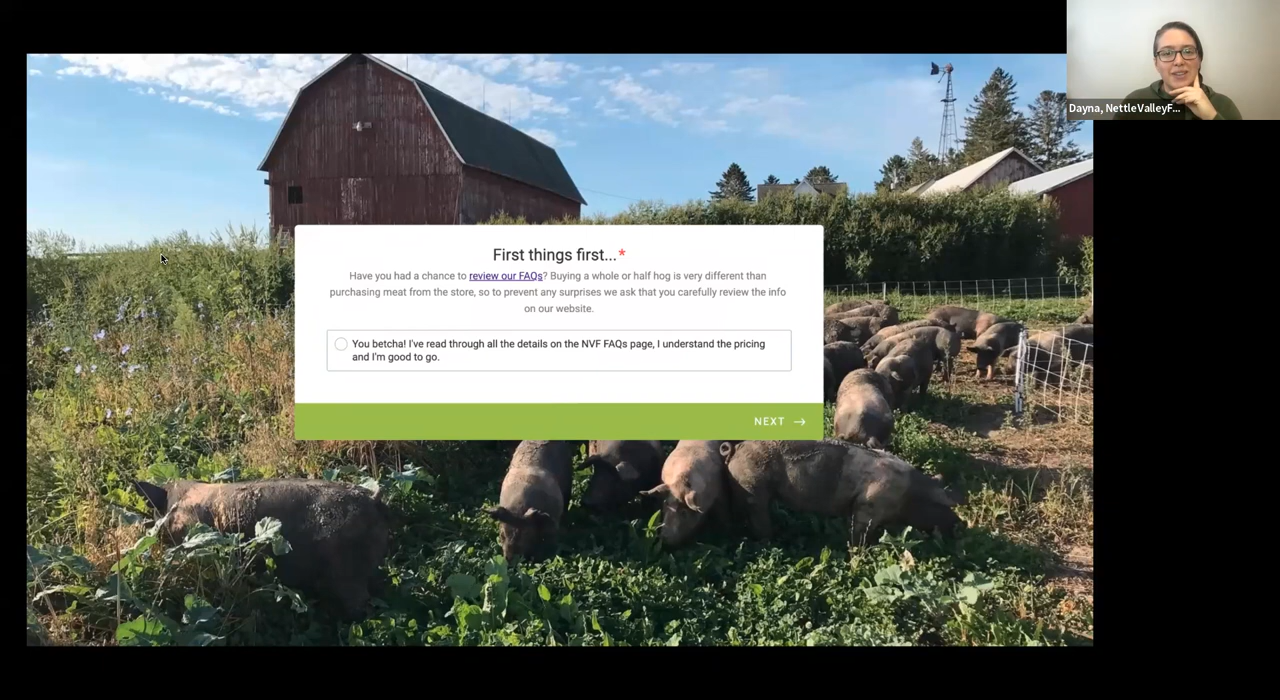 Dayna, NettleValleyF...
First things first...*
Have you had a chance to review our FAQs? Buying a whole or half hog is very different than
purchasing meat from the store, so to prevent any surprises we ask that you carefully review the info
on our website.
You betcha! I've read through all the details on the NVF FAQs page, I understand the pricing
and I'm good to go.
NEXT →